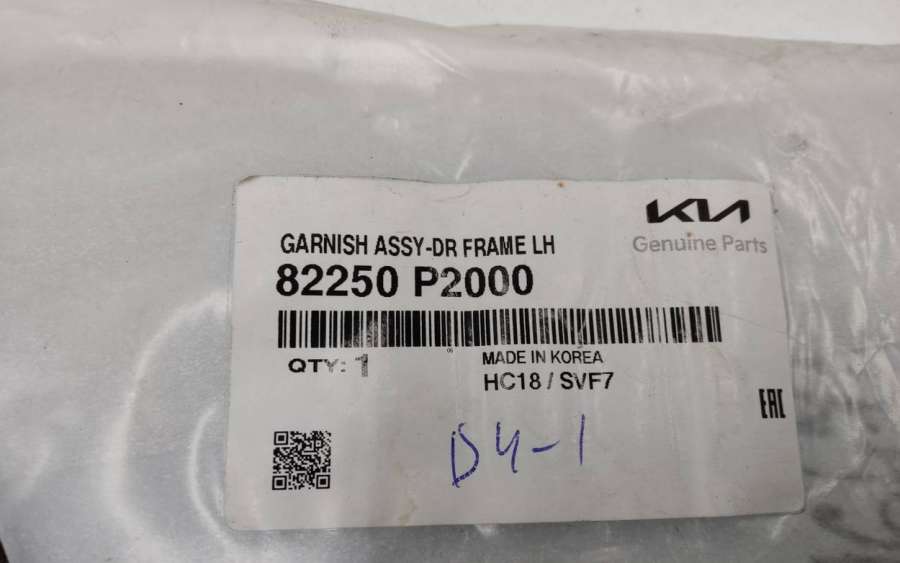 KIA
Genuine Parts
GARNISH ASSY-DR FRAME LH
82250 P2000
QTY: 1
MADE IN KOREA
HC18 / SVF7
EAC
D4-1